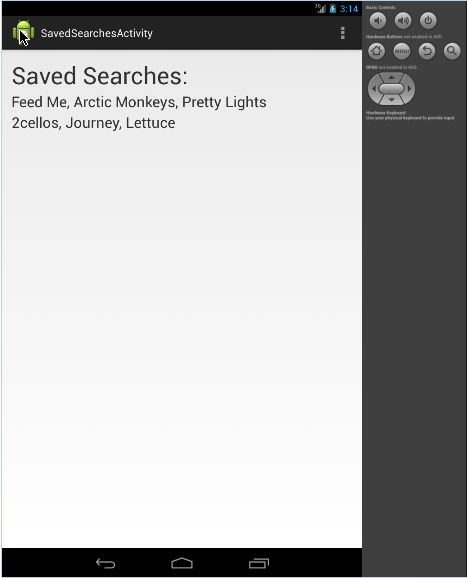 3G 3:14
SavedSearchesActivity
Saved Searches:
Feed Me, Arctic Monkeys, Pretty Lights
2cellos, Journey, Lettuce
Basic Controls
Hardware Buttons not enabled in AVD
MENU
DPAD not enabled in AVD
Hardware Keyboard
Use your physical keyboard to provide input